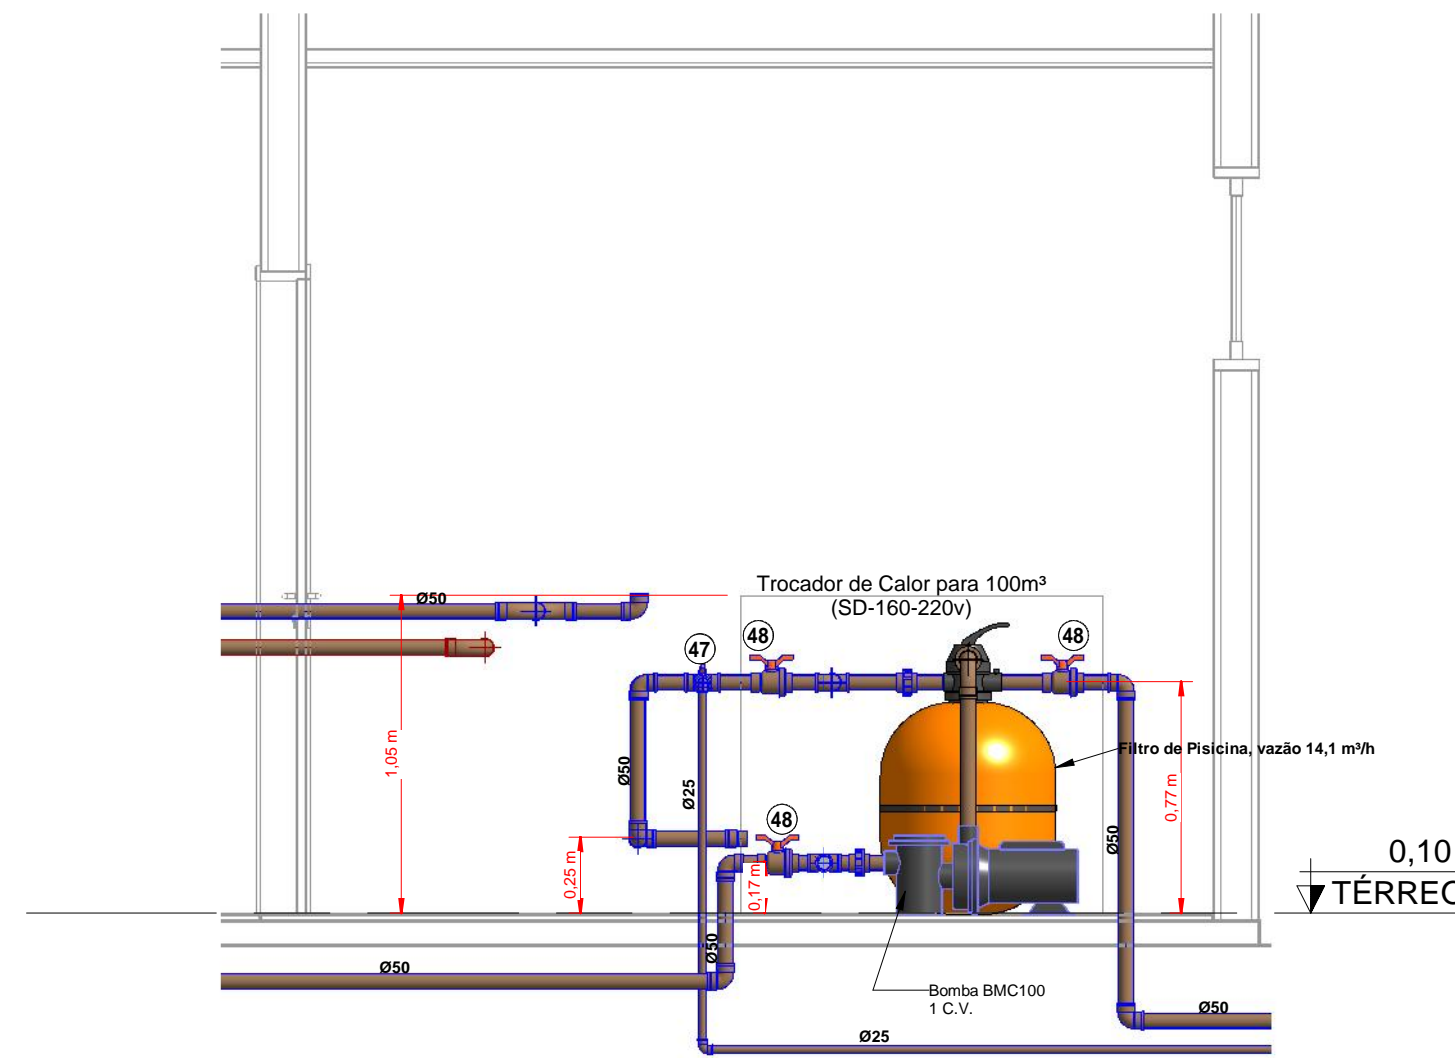 Trocador de Calor para 100m³
(SD-160-220v)
Ø50
48
48
47
1,05 m
Ø50
Ø25
Filtro de Pisicina, vazão 14,1 m³/h
0,77 m
48
Ø50
0,25 m
0,17 m
0,10
TÉRREO
Ø50
Ø50
Bomba BMC100
1 C.V.
Ø50
Ø25